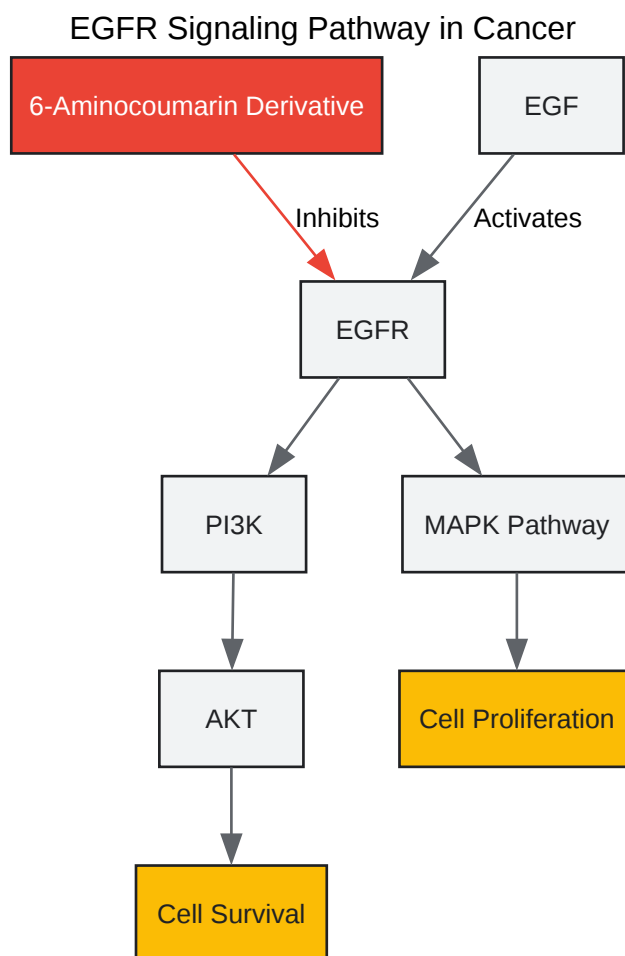 EGFR Signaling Pathway in Cancer
6-Aminocoumarin Derivative
EGF
Inhibits
Activates
EGFR
PI3K
MAPK Pathway
AKT
Cell Proliferation
Cell Survival